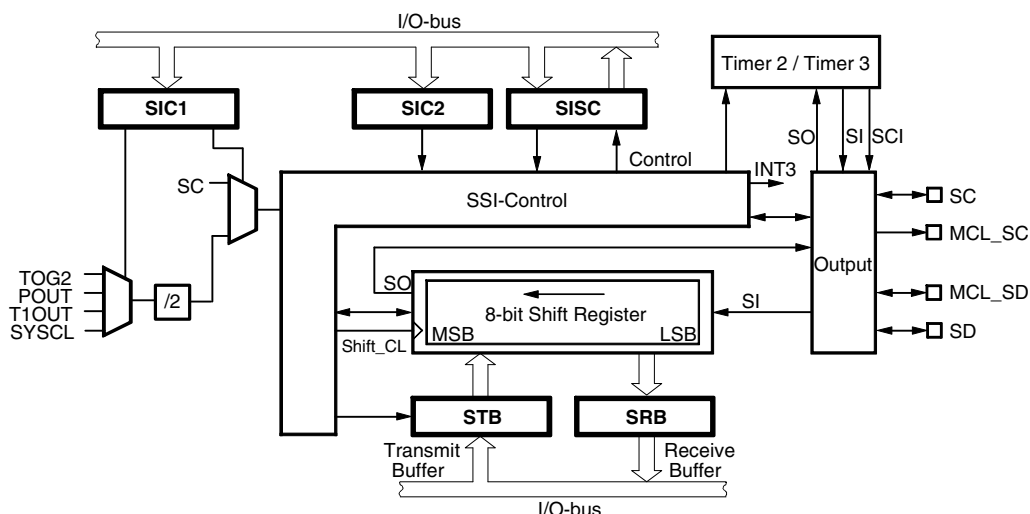 I/O-bus
Timer 2 / Timer 3
SIC1
SIC2
SISC
SO
SI
SCI
Control
INT3
SC
SSI-Control
SC
MCL_SC
Output
TOG2
POUT
T1OUT
SYSCL
/2
SO
SI
MCL_SD
8-bit Shift Register
MSB
LSB
SD
Shift_CL
STB
SRB
Transmit
Buffer
Receive
Buffer
I/O-bus